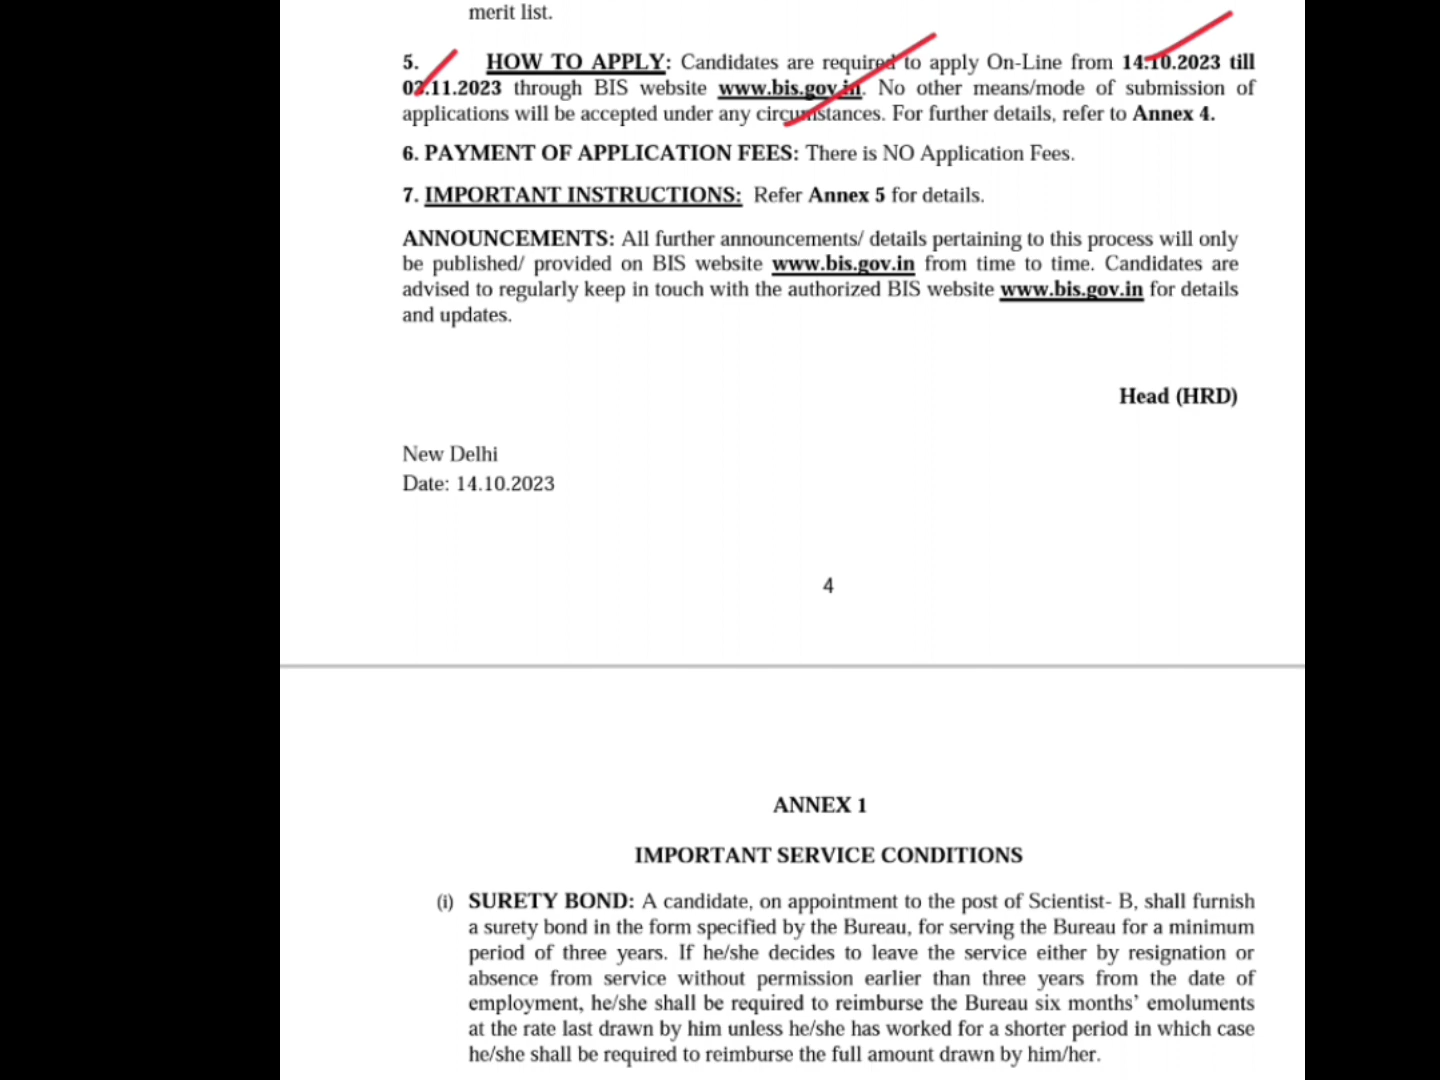 merit list.
5. HOW TO APPLY: Candidates are required to apply On-Line from 14.10.2023 till
03.11.2023 through BIS website www.bis.gov.in. No other means/mode of submission of
applications will be accepted under any circumstances. For further details, refer to Annex 4.
6. PAYMENT OF APPLICATION FEES: There is NO Application Fees.
7. IMPORTANT INSTRUCTIONS: Refer Annex 5 for details.
ANNOUNCEMENTS: All further announcements/ details pertaining to this process will only
be published/ provided on BIS website www.bis.gov.in from time to time. Candidates are
advised to regularly keep in touch with the authorized BIS website www.bis.gov.in for details
and updates.
Head (HRD)
New Delhi
Date: 14.10.2023
4
ANNEX 1
IMPORTANT SERVICE CONDITIONS
(i) SURETY BOND: A candidate, on appointment to the post of Scientist- B, shall furnish
a surety bond in the form specified by the Bureau, for serving the Bureau for a minimum
period of three years. If he/she decides to leave the service either by resignation or
absence from service without permission earlier than three years from the date of
employment, he/she shall be required to reimburse the Bureau six months’ emoluments
at the rate last drawn by him unless he/she has worked for a shorter period in which case
he/she shall be required to reimburse the full amount drawn by him/her.